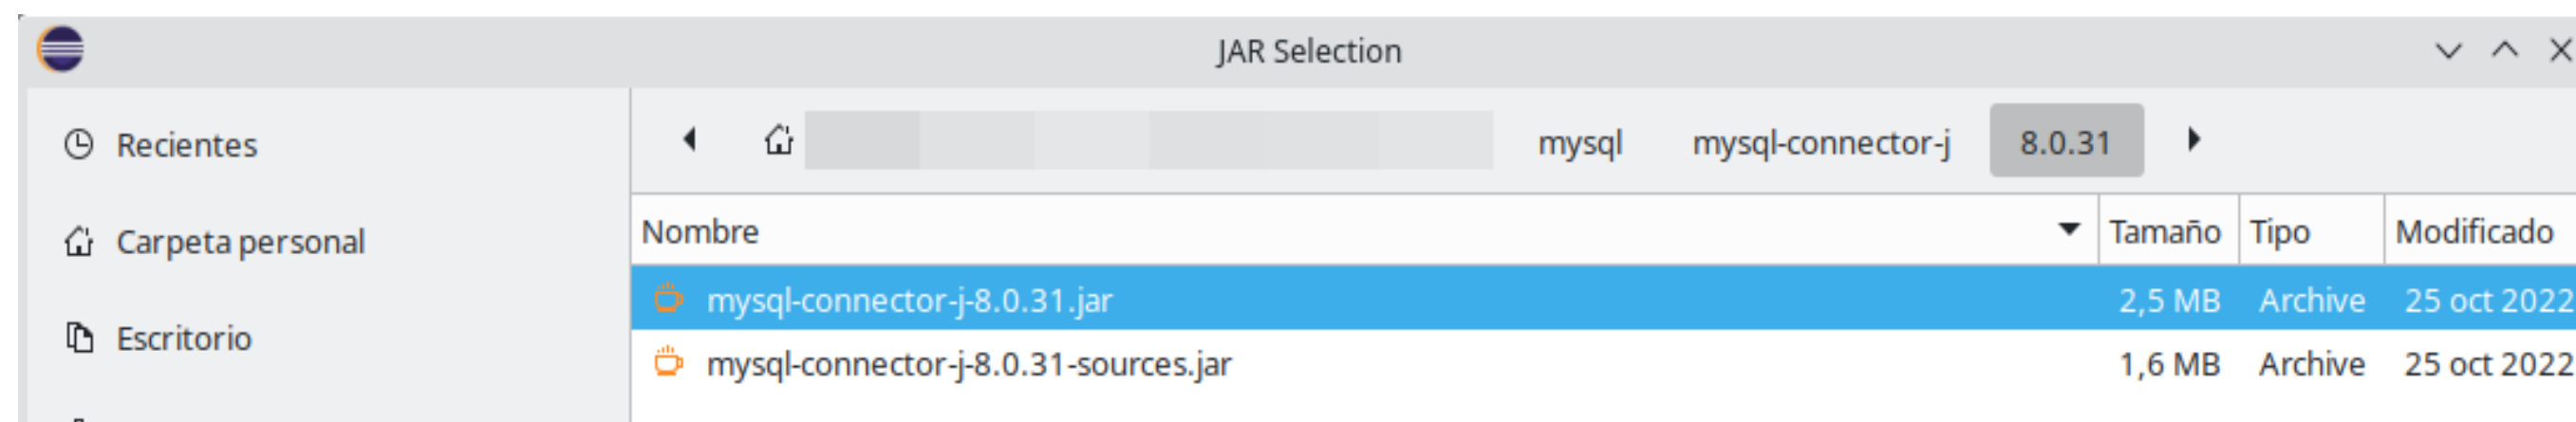 JAR Selection
Recientes
Carpeta personal
Escritorio
mysql mysql-connector-j 8.0.31
Nombre Tamaño Tipo Modificado
mysql-connector-j-8.0.31.jar 2,5 MB Archive 25 oct 2022
mysql-connector-j-8.0.31-sources.jar 1,6 MB Archive 25 oct 2022